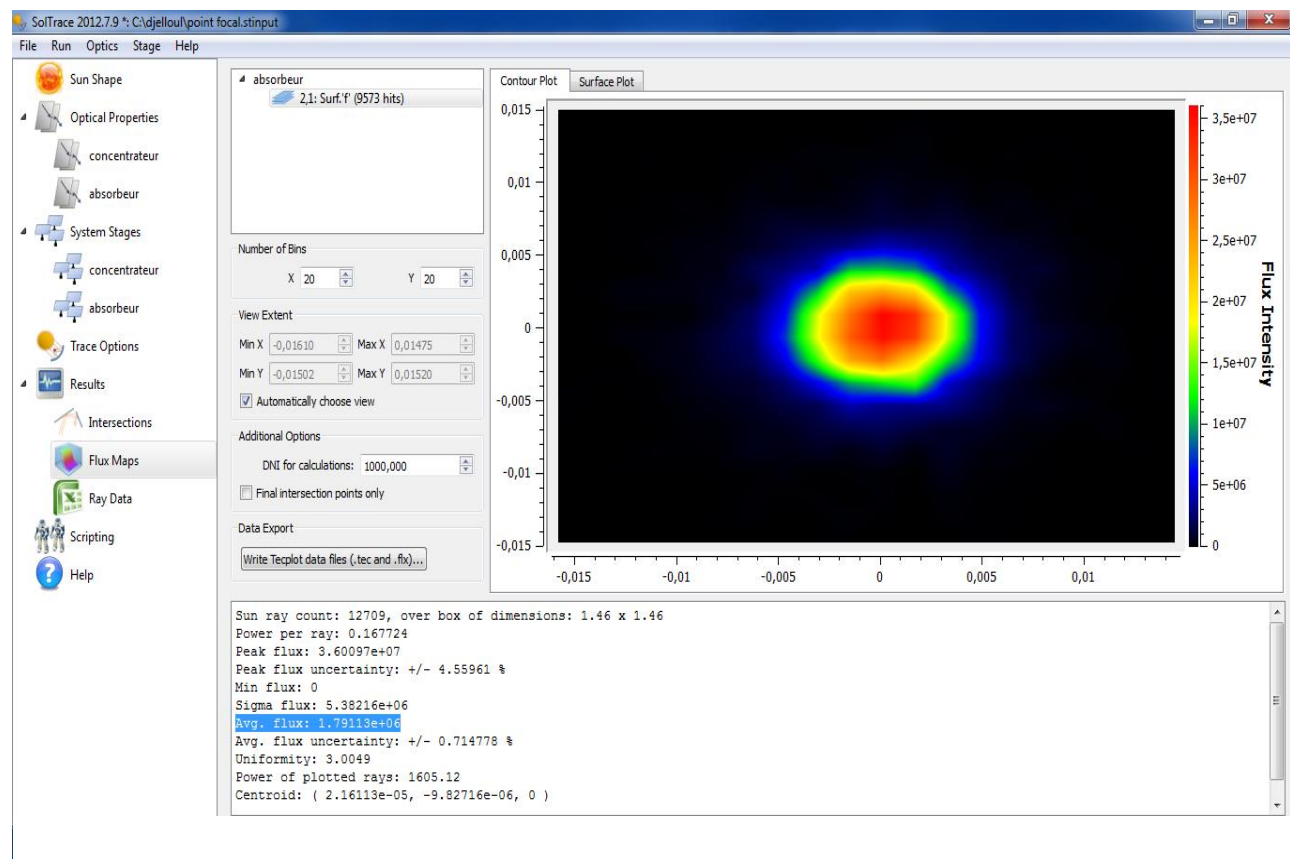 SolTrace 2012.7.9 *: C:\djelloul\point focal.stinput
File Run Optics Stage Help
Sun Shape
Optical Properties
concentrateur
absorbeur
System Stages
concentrateur
absorbeur
Trace Options
Results
Intersections
Flux Maps
Ray Data
Scripting
Help
absorbeur
2,1: Surf.'f' (9573 hits)
Number of Bins
X 20 Y 20
View Extent
Min X -0,01610 Max X 0,01475
Min Y -0,01502 Max Y 0,01520
Automatically choose view
Additional Options
DNI for calculations: 1000,000
Final intersection points only
Data Export
Write Tecplot data files (.tec and .flx)...
Contour Plot Surface Plot
0,015
0,01
0,005
0
-0,005
-0,01
-0,015
-0,015 -0,01 -0,005 0 0,005 0,01
3,5e+07
3e+07
2,5e+07
2e+07
1,5e+07
1e+07
5e+06
0
Flux Intensity
Sun ray count: 12709, over box of dimensions: 1.46 x 1.46
Power per ray: 0.167724
Peak flux: 3.60097e+07
Peak flux uncertainty: +/- 4.55961 %
Min flux: 0
Sigma flux: 5.38216e+06
Avg. flux: 1.79113e+06
Avg. flux uncertainty: +/- 0.714778 %
Uniformity: 3.0049
Power of plotted rays: 1605.12
Centroid: ( 2.16113e-05, -9.82716e-06, 0 )